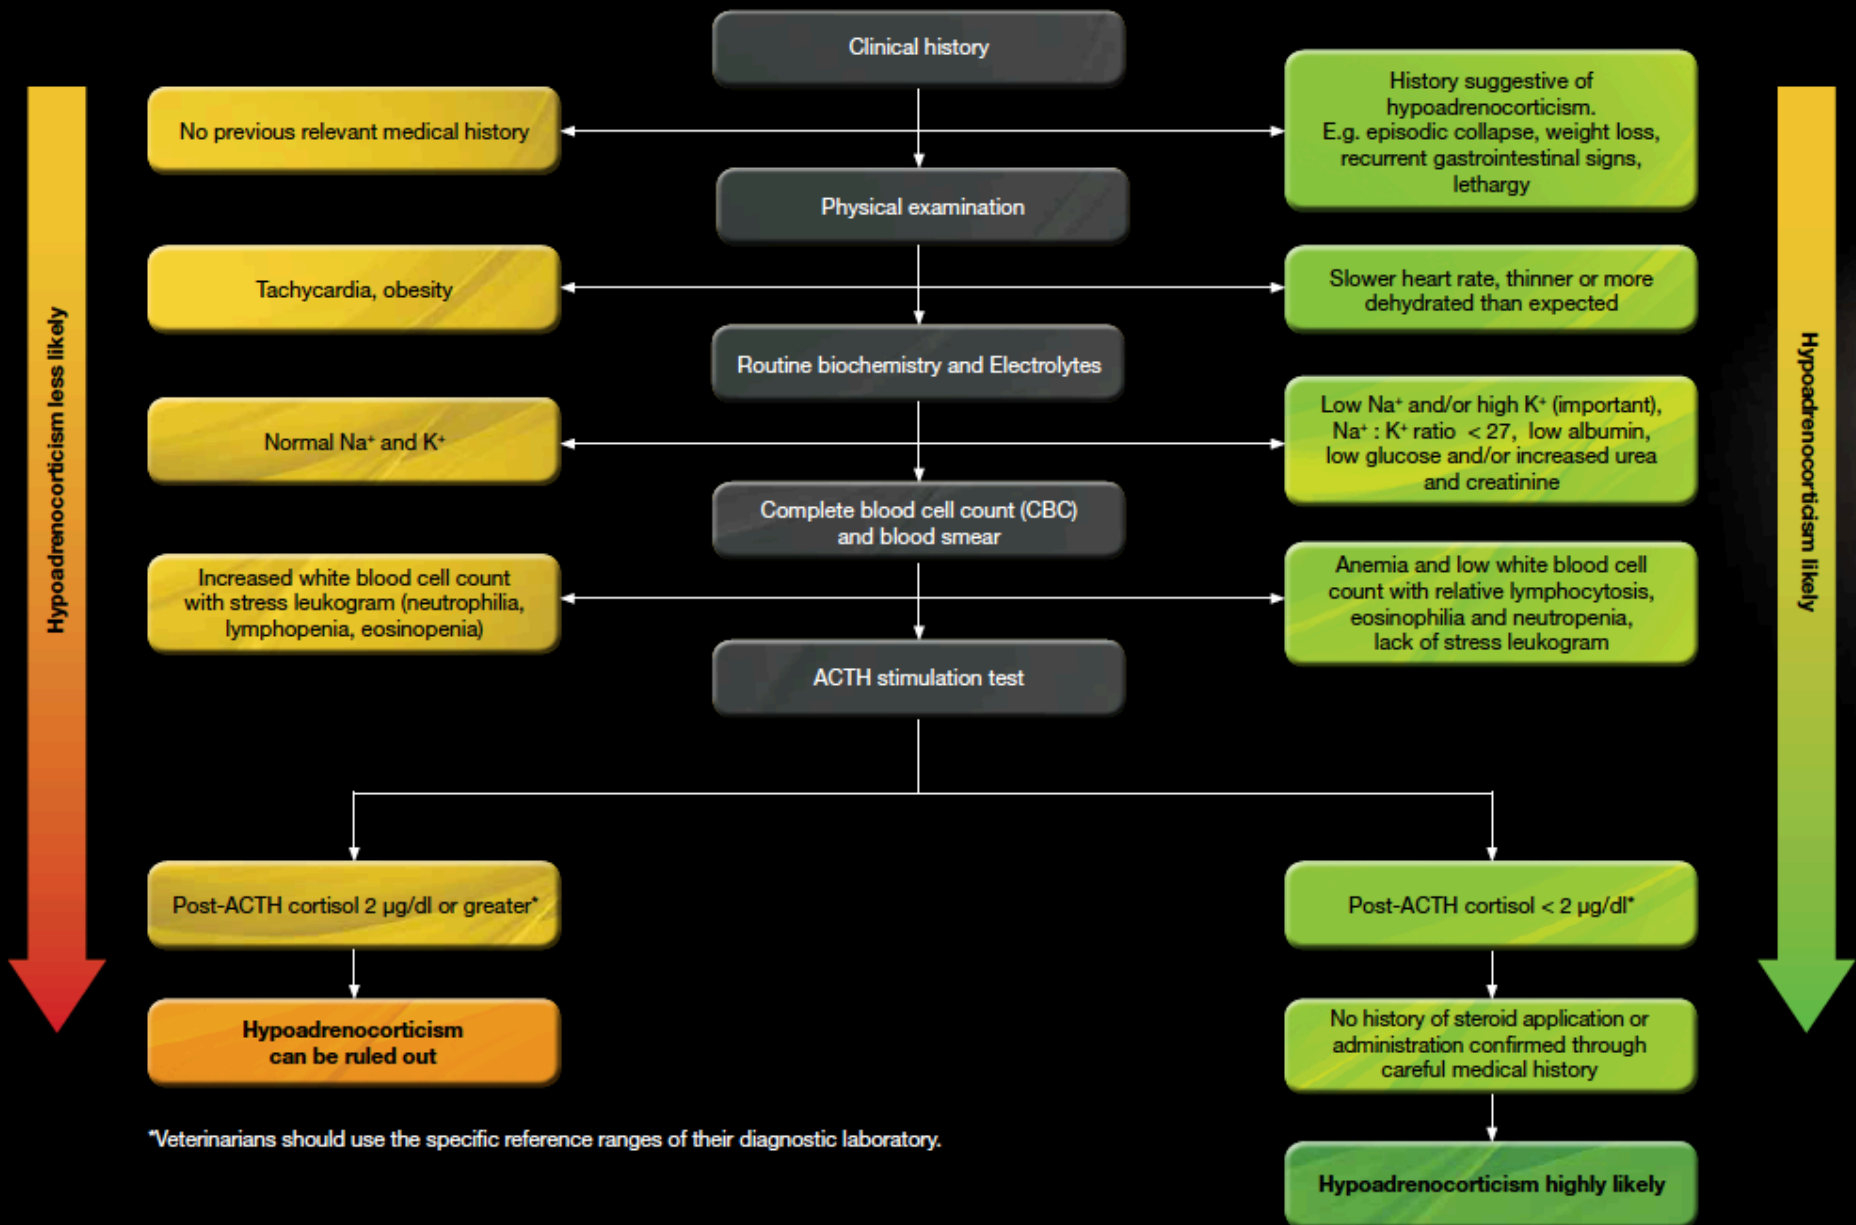 Clinical history
No previous relevant medical history
History suggestive of
hypoadrenocorticism.
E.g. episodic collapse, weight loss,
recurrent gastrointestinal signs,
lethargy
Physical examination
Tachycardia, obesity
Slower heart rate, thinner or more
dehydrated than expected
Routine biochemistry and Electrolytes
Normal Na⁺ and K⁺
Low Na⁺ and/or high K⁺ (important),
Na⁺ : K⁺ ratio < 27, low albumin,
low glucose and/or increased urea
and creatinine
Complete blood cell count (CBC)
and blood smear
Increased white blood cell count
with stress leukogram (neutrophilia,
lymphopenia, eosinopenia)
Anemia and low white blood cell
count with relative lymphocytosis,
eosinophilia and neutropenia,
lack of stress leukogram
ACTH stimulation test
Post-ACTH cortisol 2 µg/dl or greater*
Post-ACTH cortisol < 2 µg/dl*
Hypoadrenocorticism
can be ruled out
No history of steroid application or
administration confirmed through
careful medical history
Hypoadrenocorticism highly likely
*Veterinarians should use the specific reference ranges of their diagnostic laboratory.
Hypoadrenocorticism less likely
Hypoadrenocorticism likely